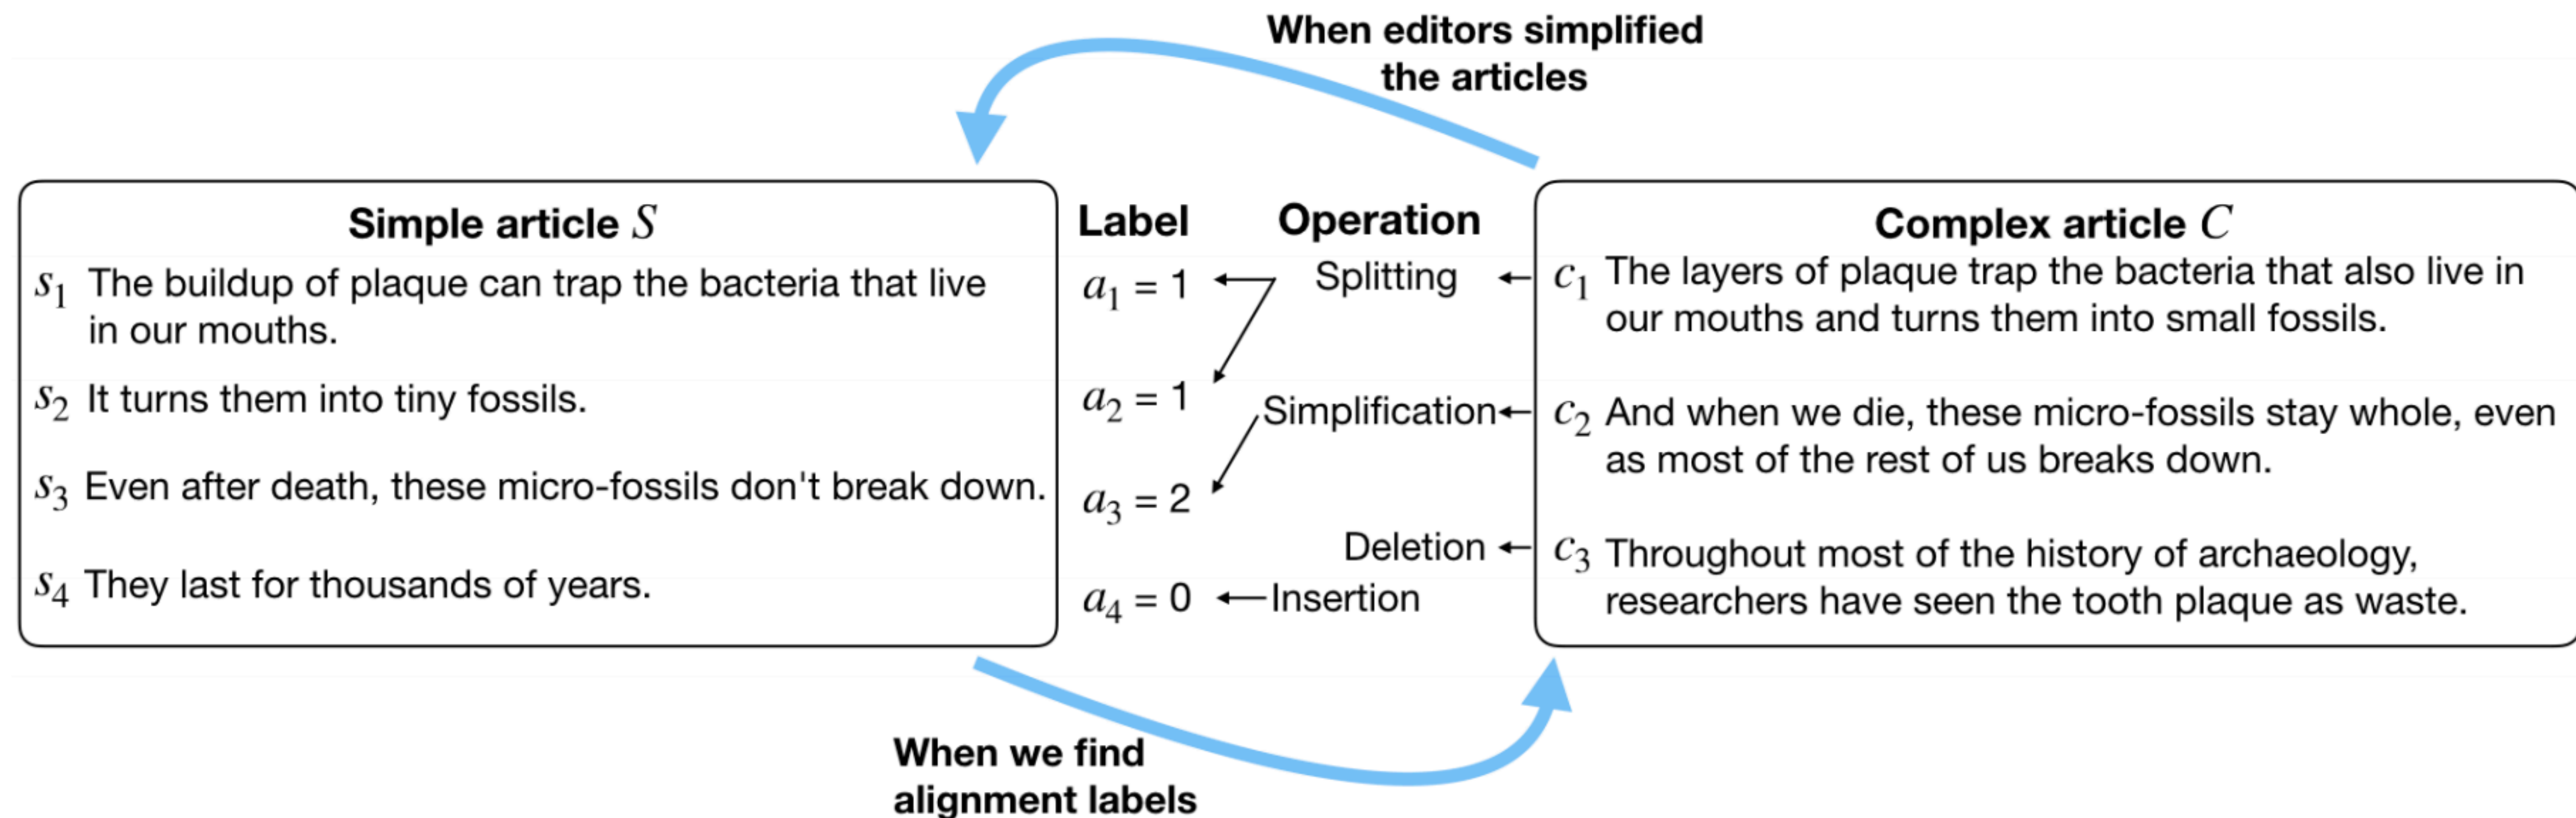 When editors simplified
the articles
Simple article S
s1 The buildup of plaque can trap the bacteria that live
in our mouths.
s2 It turns them into tiny fossils.
s3 Even after death, these micro-fossils don't break down.
s4 They last for thousands of years.
Label
a1 = 1
a2 = 1
a3 = 2
a4 = 0
Operation
Splitting
Simplification
Deletion
Insertion
Complex article C
c1 The layers of plaque trap the bacteria that also live in
our mouths and turns them into small fossils.
c2 And when we die, these micro-fossils stay whole, even
as most of the rest of us breaks down.
c3 Throughout most of the history of archaeology,
researchers have seen the tooth plaque as waste.
When we find
alignment labels